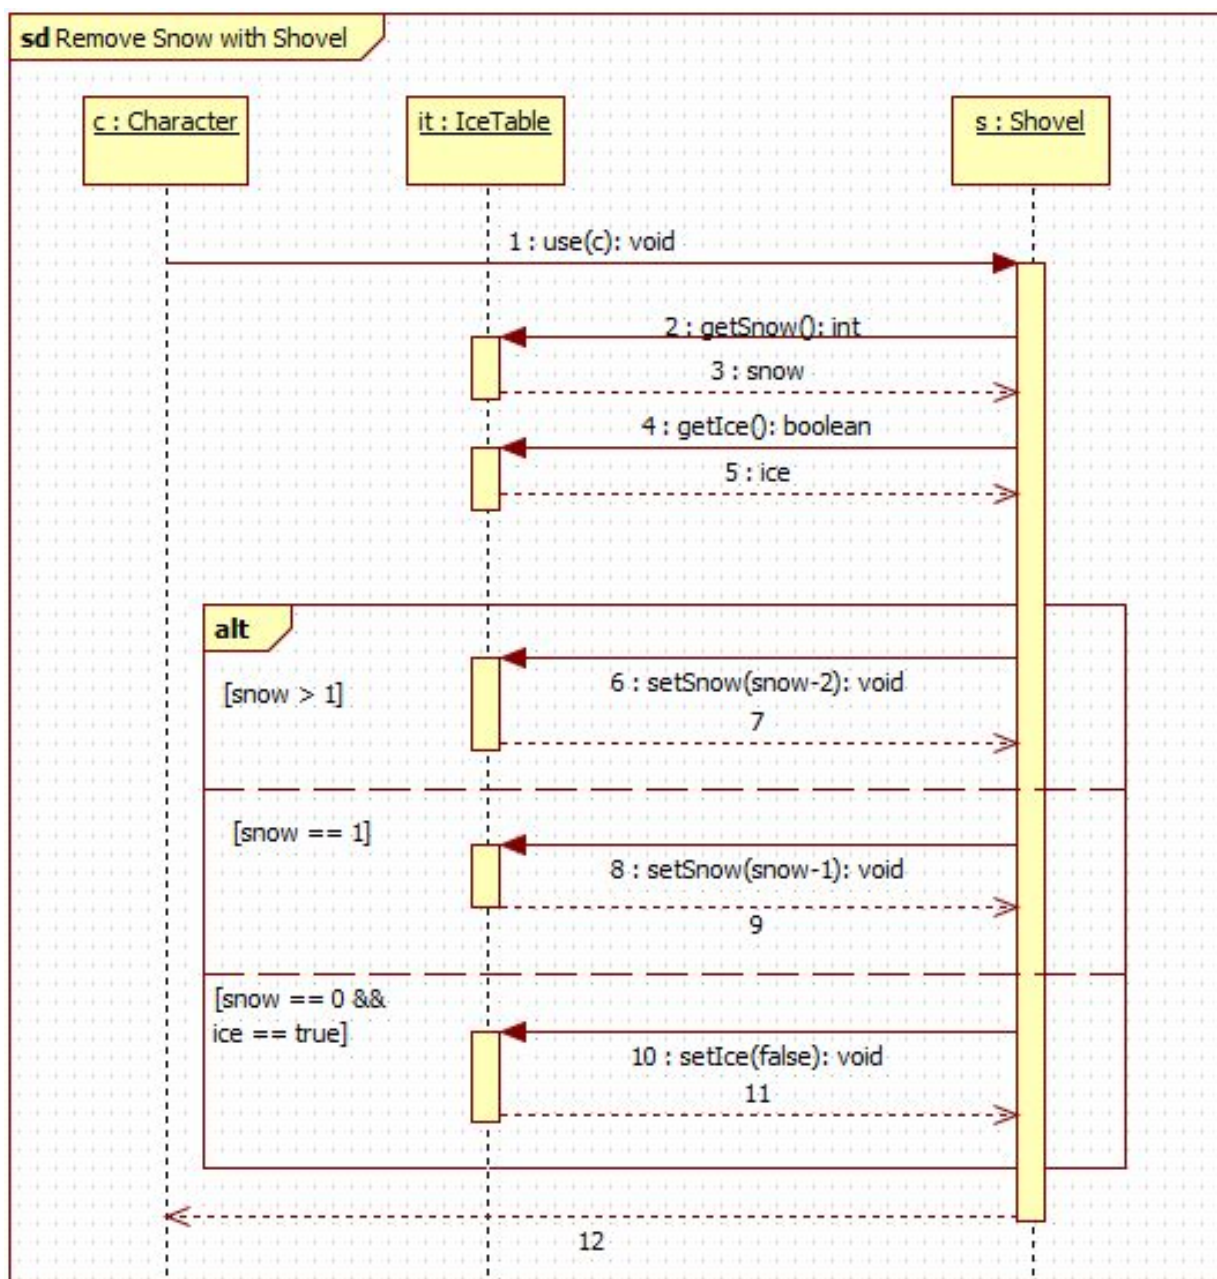 sd Remove Snow with Shovel
c : Character
it : IceTable
s : Shovel
1 : use(c): void
2 : getSnow(): int
3 : snow
4 : getIce(): boolean
5 : ice
alt
[snow > 1]
6 : setSnow(snow-2): void
7
[snow == 1]
8 : setSnow(snow-1): void
9
[snow == 0 &&
ice == true]
10 : setIce(false): void
11
12